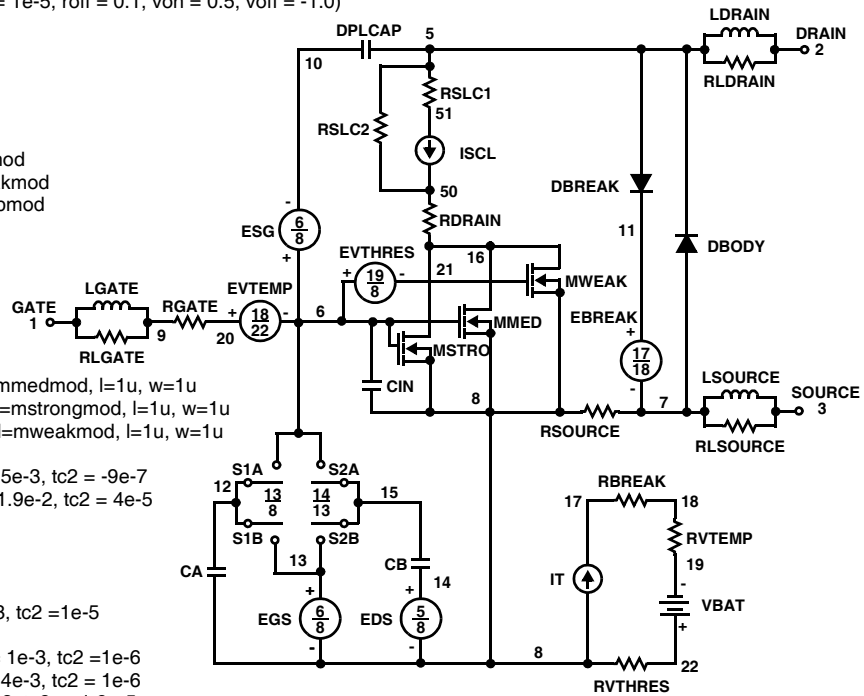 = 1e-5, roff = 0.1, von = 0.5, voff = -1.0)
LDRAIN
DPLCAP 5 DRAIN
10 2
RLDRAIN
RSLC1
51
RSLC2
ISCL
nod
kmod
omod
50
DBREAK
RDRAIN
- 6 8 +
ESG
11
DBODY
EVTHRES
16
+ 19 8 - 21
MWEAK
LGATE
EVTEMP
GATE RGATE + 18 22 - 6
MMED
EBREAK +
1
9 20
MSTRO
17 18
RLGATE
-
LSOURCE
CIN 8
7
SOURCE
3
RSOURCE
RLSOURCE
mmedmod, l=1u, w=1u
=mstrongmod, l=1u, w=1u
l=mweakmod, l=1u, w=1u
5e-3, tc2 = -9e-7
1.9e-2, tc2 = 4e-5
S1A S2A
12 13 8 14 13 15
S1B S2B
13
RBREAK
17 18
RVTEMP
CA CB
19
14 IT -
VBAT
3, tc2 =1e-5
+ +
EGS 6 8 EDS 5 8
+
- -
8
22
= 1e-3, tc2 =1e-6
4e-3, tc2 = 1e-6
RVTHRES